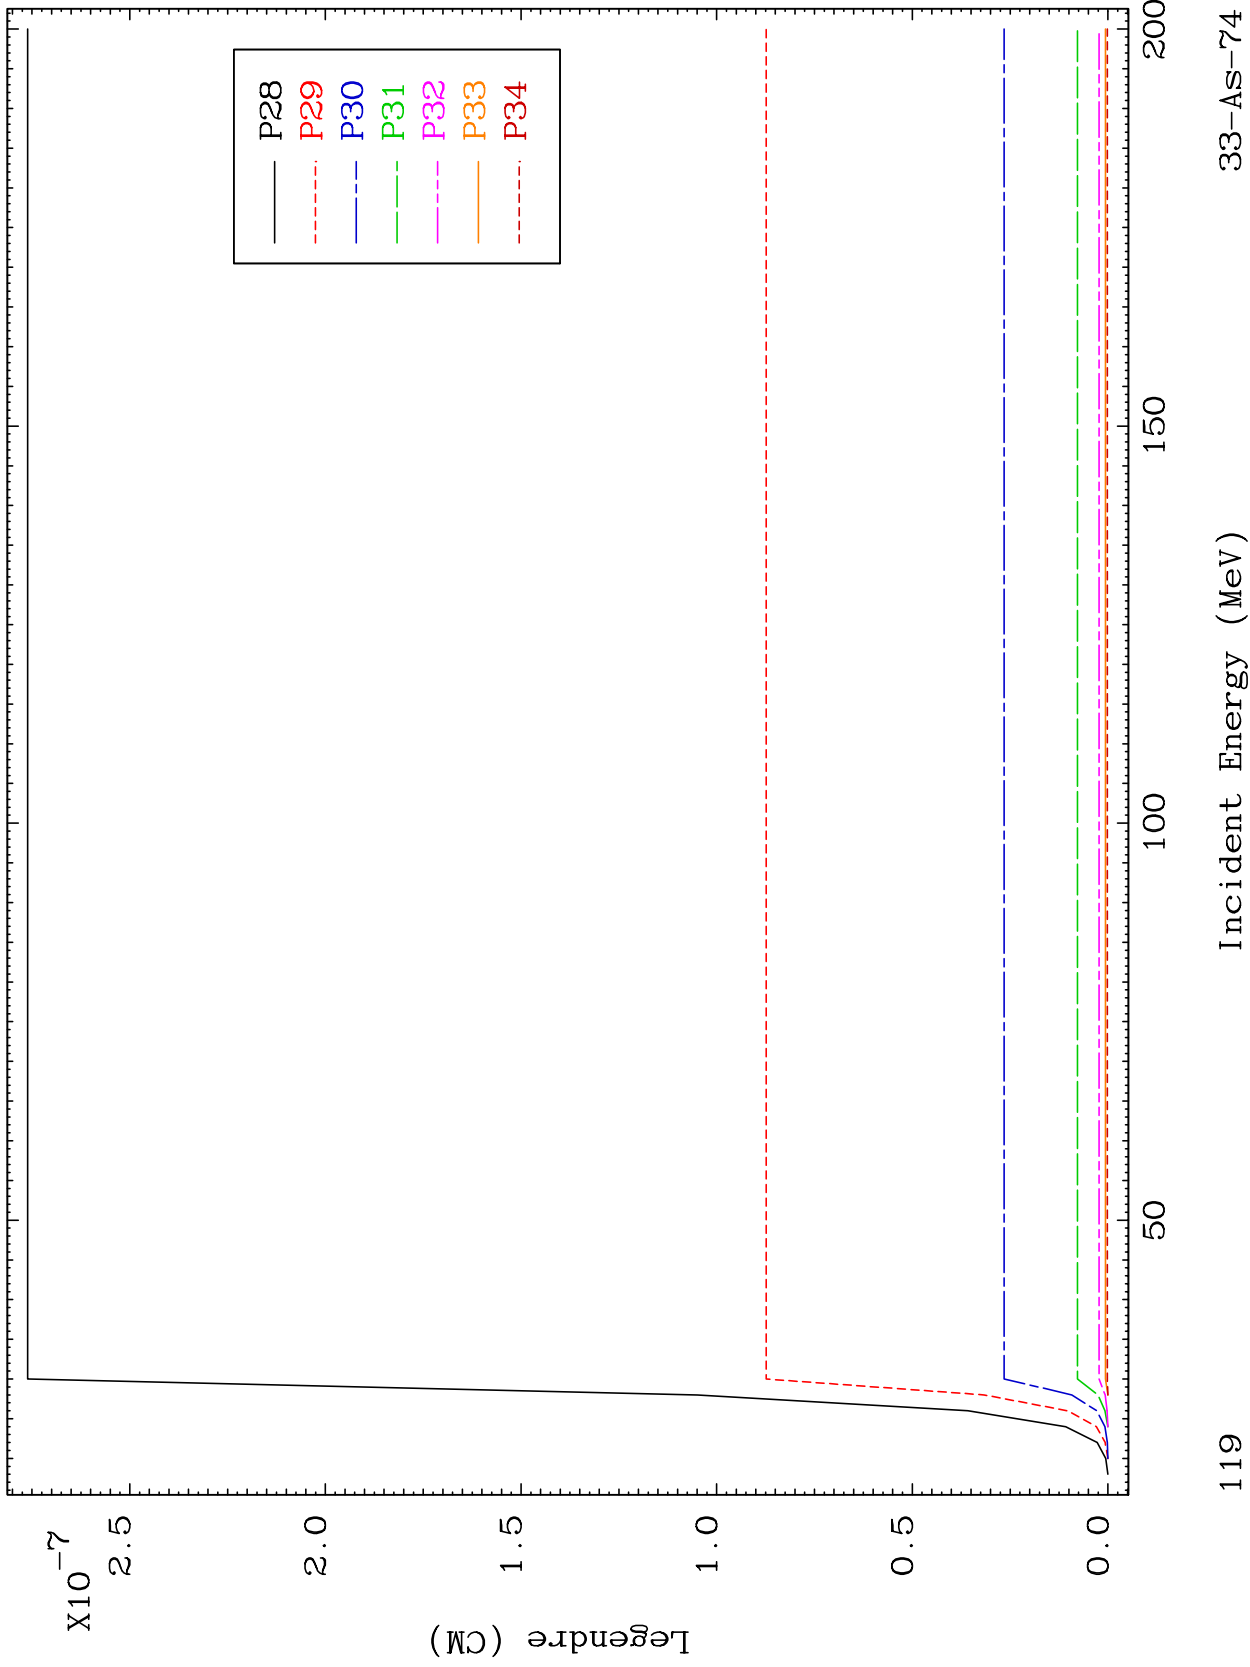 X10-7
2.5
2.0
1.5
1.0
0.5
0.0
Legendre (CM)
P28
P29
P30
P31
P32
P33
P34
50
100
150
200
119
Incident Energy (MeV)
33-As-74